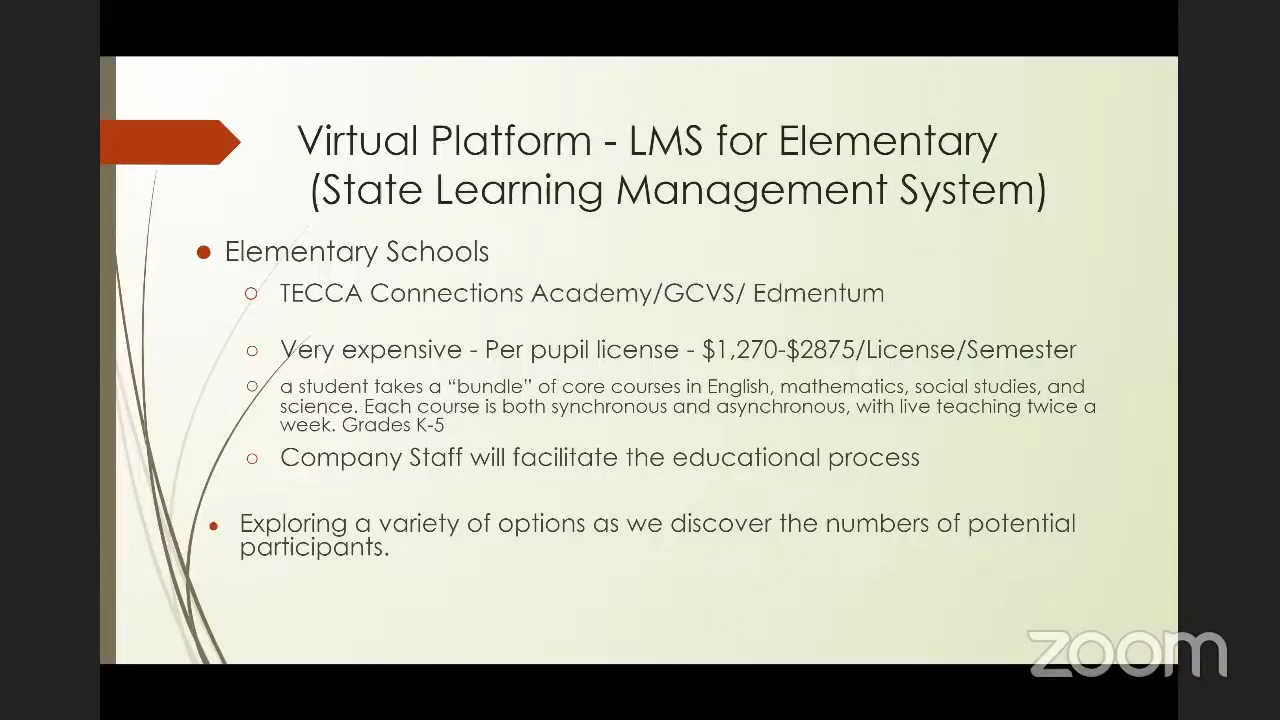 Virtual Platform - LMS for Elementary
(State Learning Management System)
Elementary Schools
TECCA Connections Academy/GCVS/ Edmentum
Very expensive - Per pupil license - $1,270-$2875/License/Semester
a student takes a “bundle” of core courses in English, mathematics, social studies, and
science. Each course is both synchronous and asynchronous, with live teaching twice a
week. Grades K-5
Company Staff will facilitate the educational process
Exploring a variety of options as we discover the numbers of potential
participants.
zoom